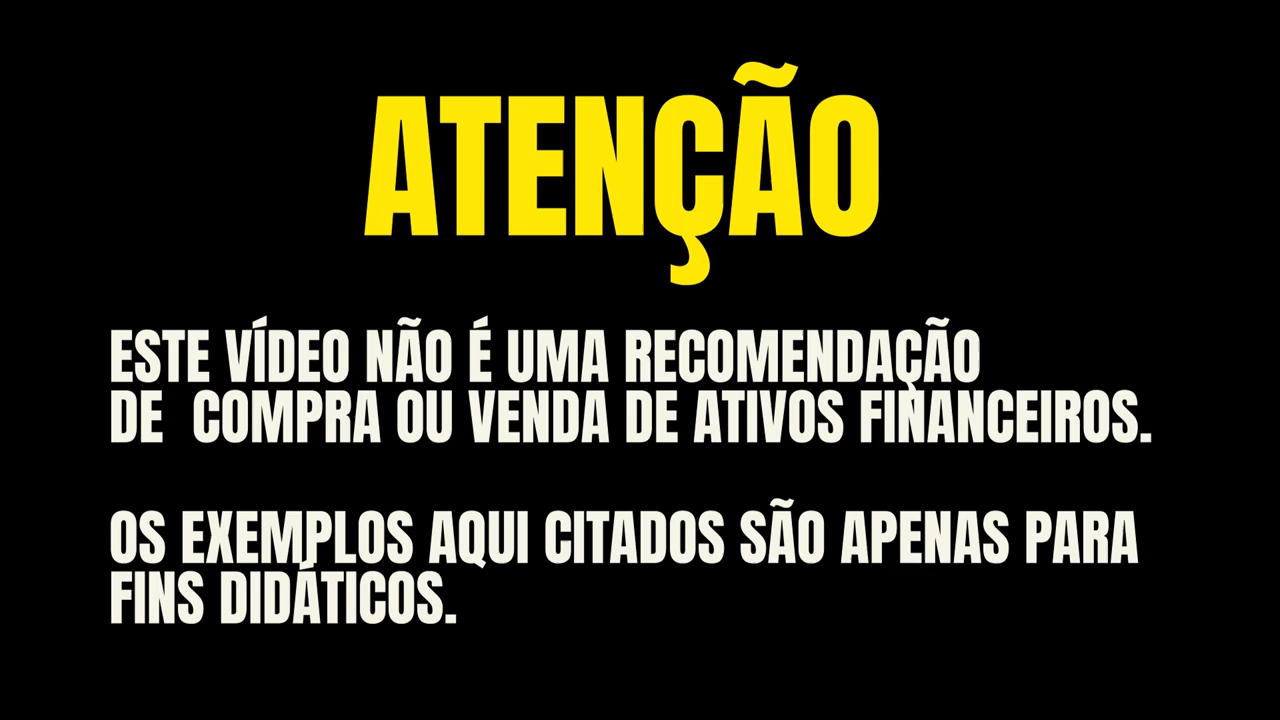 ATENÇÃO
ESTE VÍDEO NÃO É UMA RECOMENDAÇÃO
DE  COMPRA OU VENDA DE ATIVOS FINANCEIROS.
OS EXEMPLOS AQUI CITADOS SÃO APENAS PARA
FINS DIDÁTICOS.